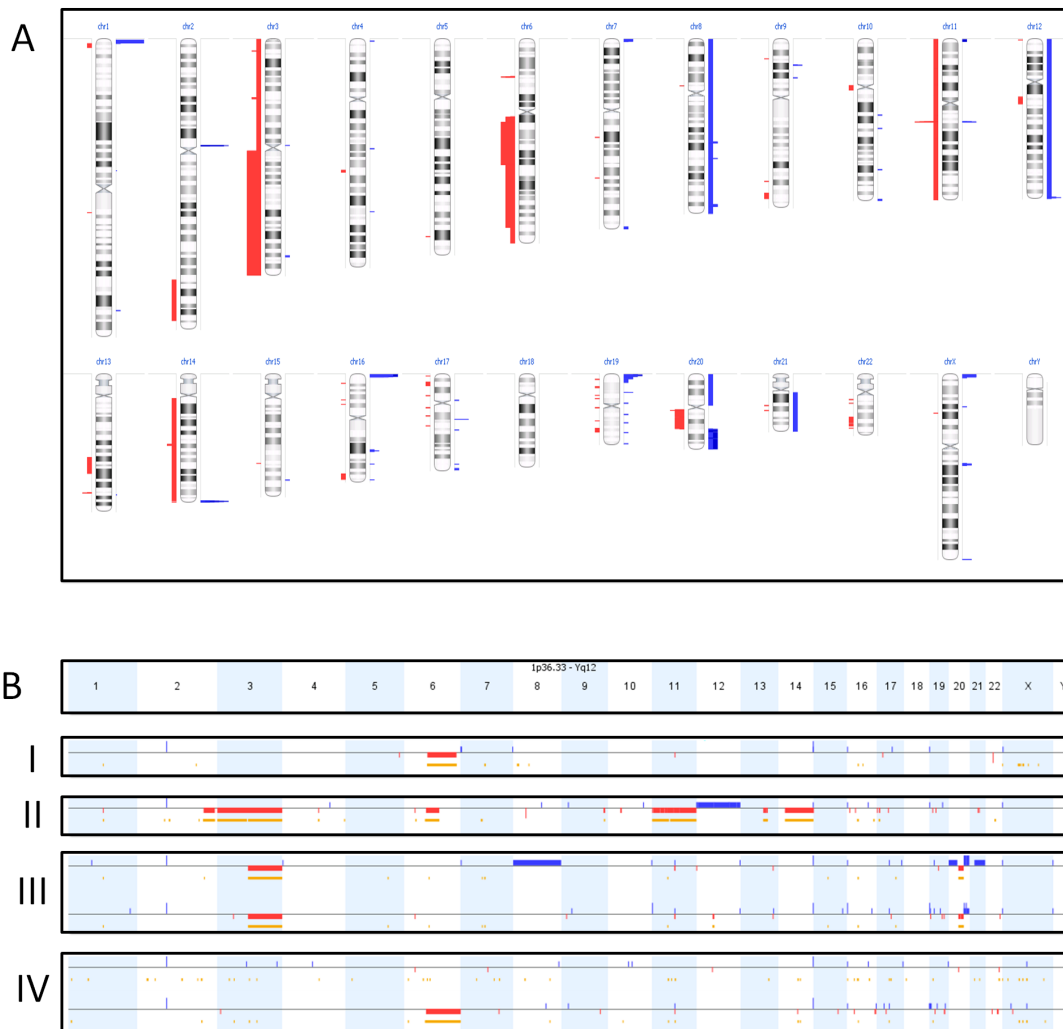 A
chr1 chr2 chr3 chr4 chr5 chr6 chr7 chr8 chr9 chr10 chr11 chr12
chr13 chr14 chr15 chr16 chr17 chr18 chr19 chr20 chr21 chr22 chrX chrY
B
1p36.33 - Yq12
1 2 3 4 5 6 7 8 9 10 11 12 13 14 15 16 17 18 19 20 21 22 X Y
I
II
III
IV